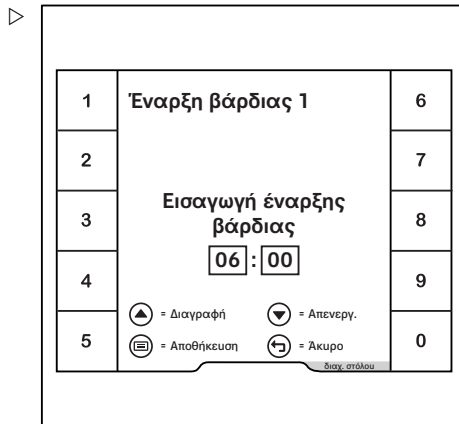 1
2
3
4
5
Έναρξη βάρδιας 1
Εισαγωγή έναρξης
βάρδιας
06 : 00
= Διαγραφή
= Απενεργ.
= Αποθήκευση
= Άκυρο
διαχ. στόλου
6
7
8
9
0